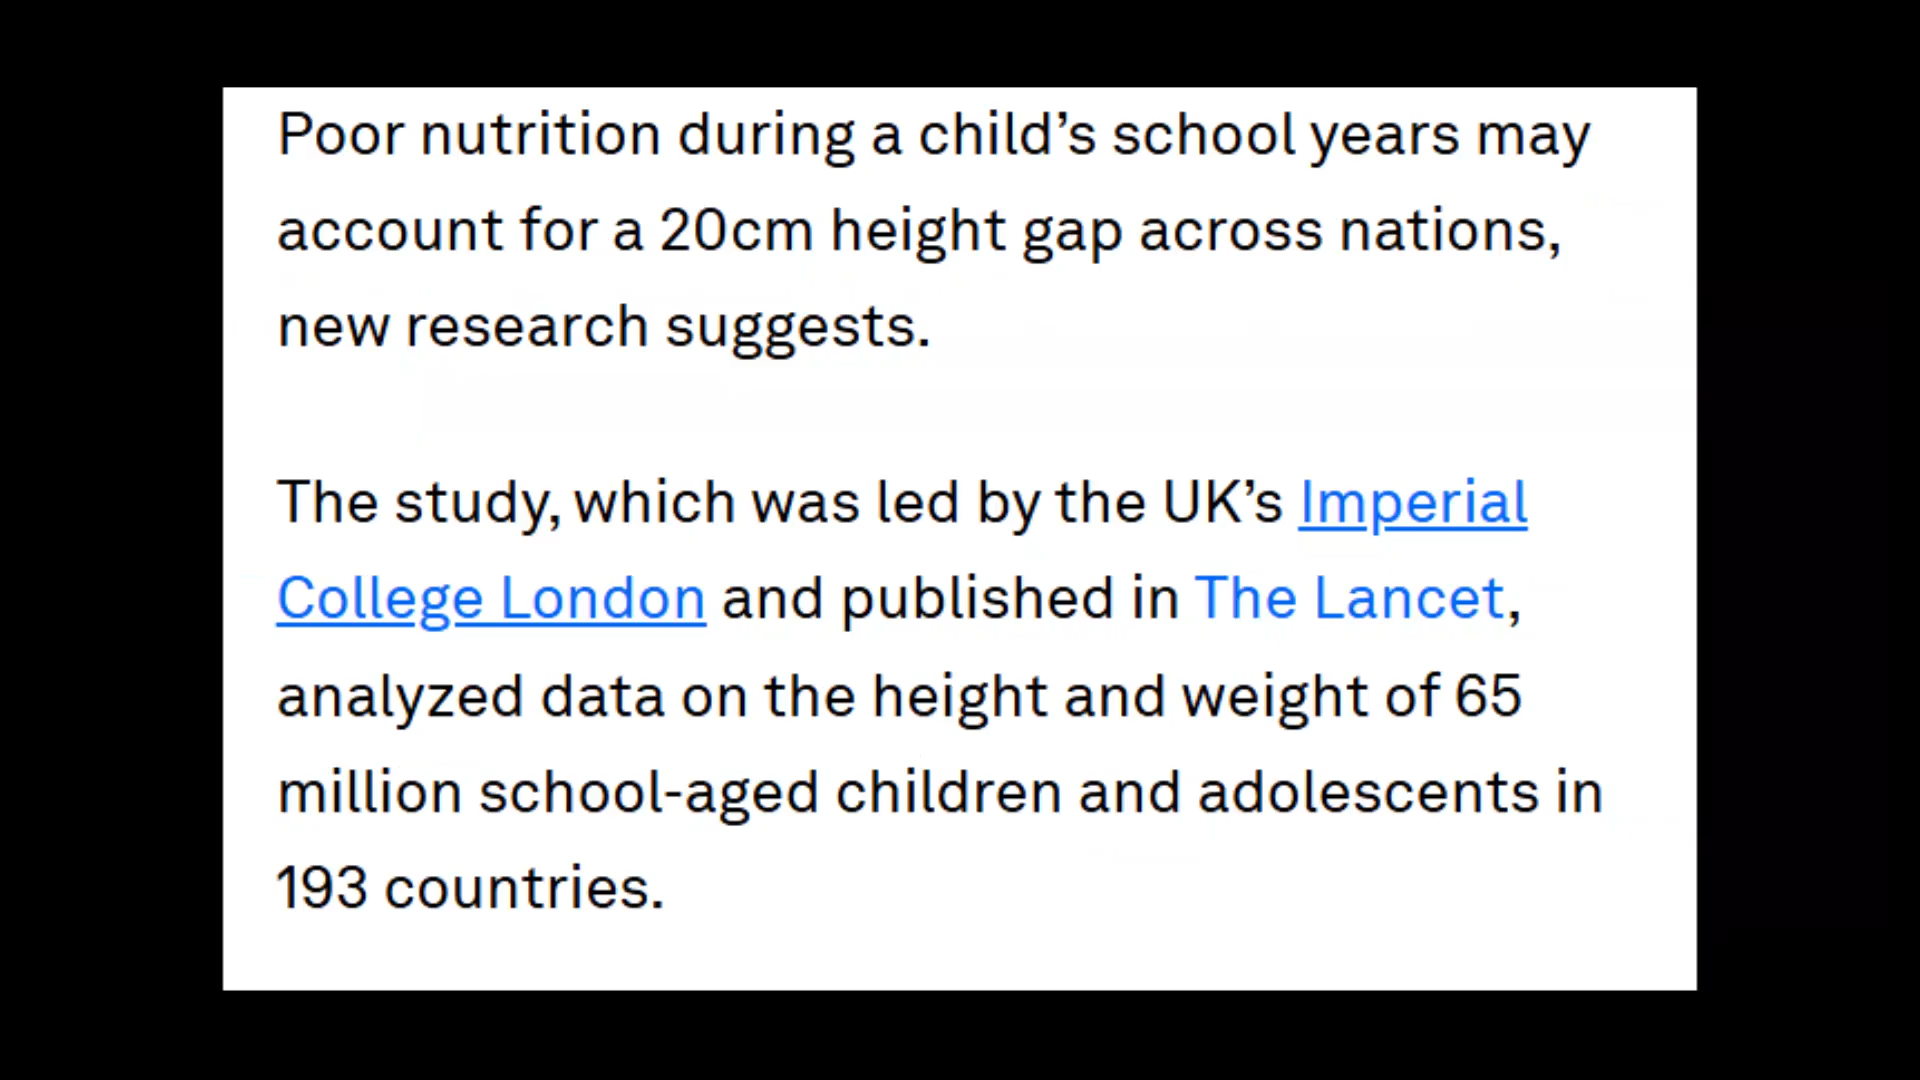 Poor nutrition during a child’s school years may
account for a 20cm height gap across nations,
new research suggests.
The study, which was led by the UK’s Imperial
College London and published in The Lancet,
analyzed data on the height and weight of 65
million school-aged children and adolescents in
193 countries.